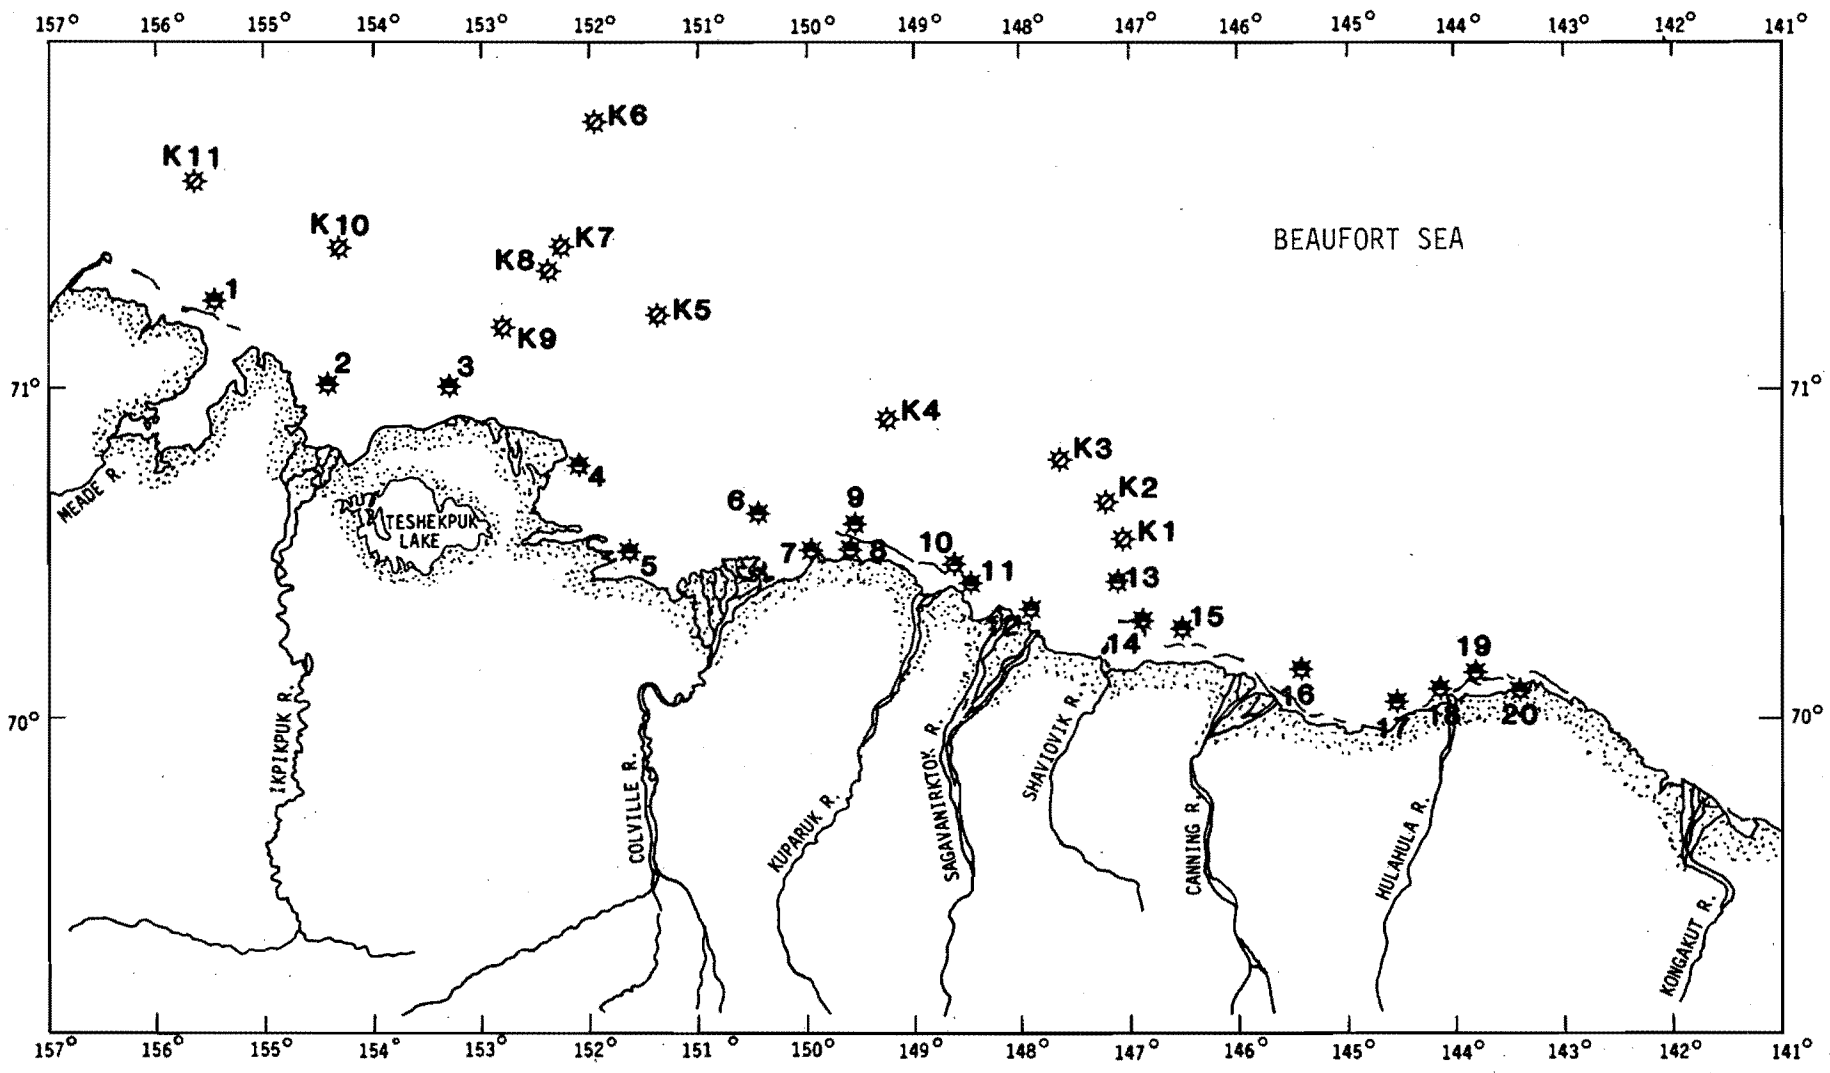 157° 156° 155° 154° 153° 152° 151° 150° 149° 148° 147° 146° 145° 144° 143° 142° 141°
K6
K11
K10
K7
BEAUFORT SEA
K8
1
K5
K9
2
3
71°
71°
K4
K3
4
MEADE R.
K2
6
9
TESHEKPUK
LAKE
K1
10
7
8
5
11
13
15
12
14
19
16
IKPIKPUK R.
70°
70°
17
18
20
COLVILLE R.
KUPARUK R.
SAGAVANIRKTOK R.
SHAVIOVIK R.
CANNING R.
HULAHULA R.
KONGAKUT R.
157° 156° 155° 154° 153° 152° 151° 150° 149° 148° 147° 146° 145° 144° 143° 142° 141°